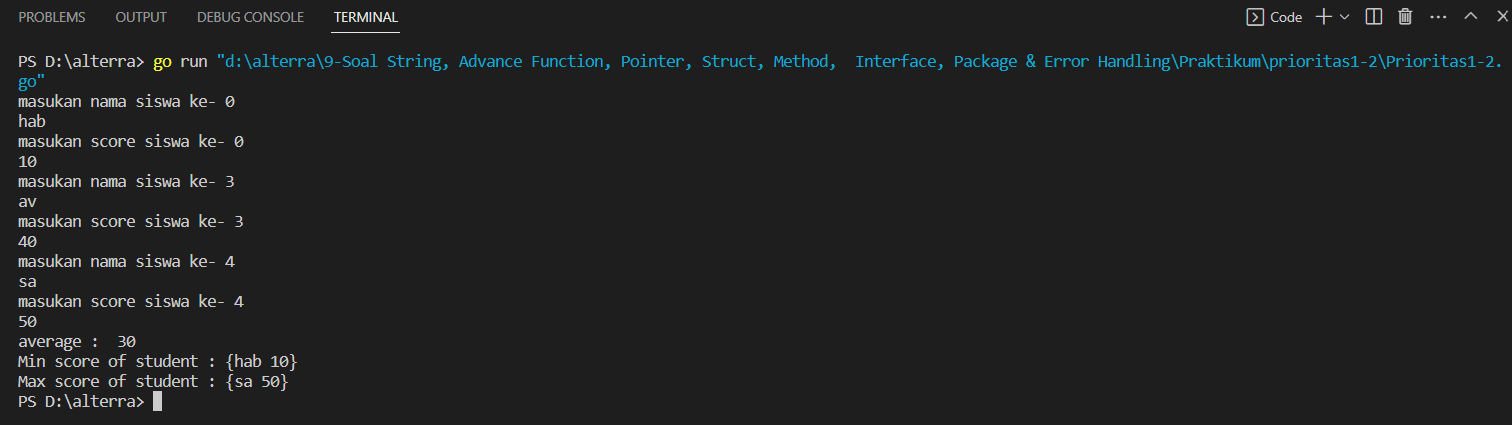 PROBLEMS OUTPUT DEBUG CONSOLE TERMINAL Code
PS D:\alterra> go run "d:\alterra\9-Soal String, Advance Function, Pointer, Struct, Method,  Interface, Package & Error Handling\Praktikum\prioritas1-2\Prioritas1-2.
go"
masukan nama siswa ke- 0
hab
masukan score siswa ke- 0
10
masukan nama siswa ke- 3
av
masukan score siswa ke- 3
40
masukan nama siswa ke- 4
sa
masukan score siswa ke- 4
50
average :  30
Min score of student : {hab 10}
Max score of student : {sa 50}
PS D:\alterra>